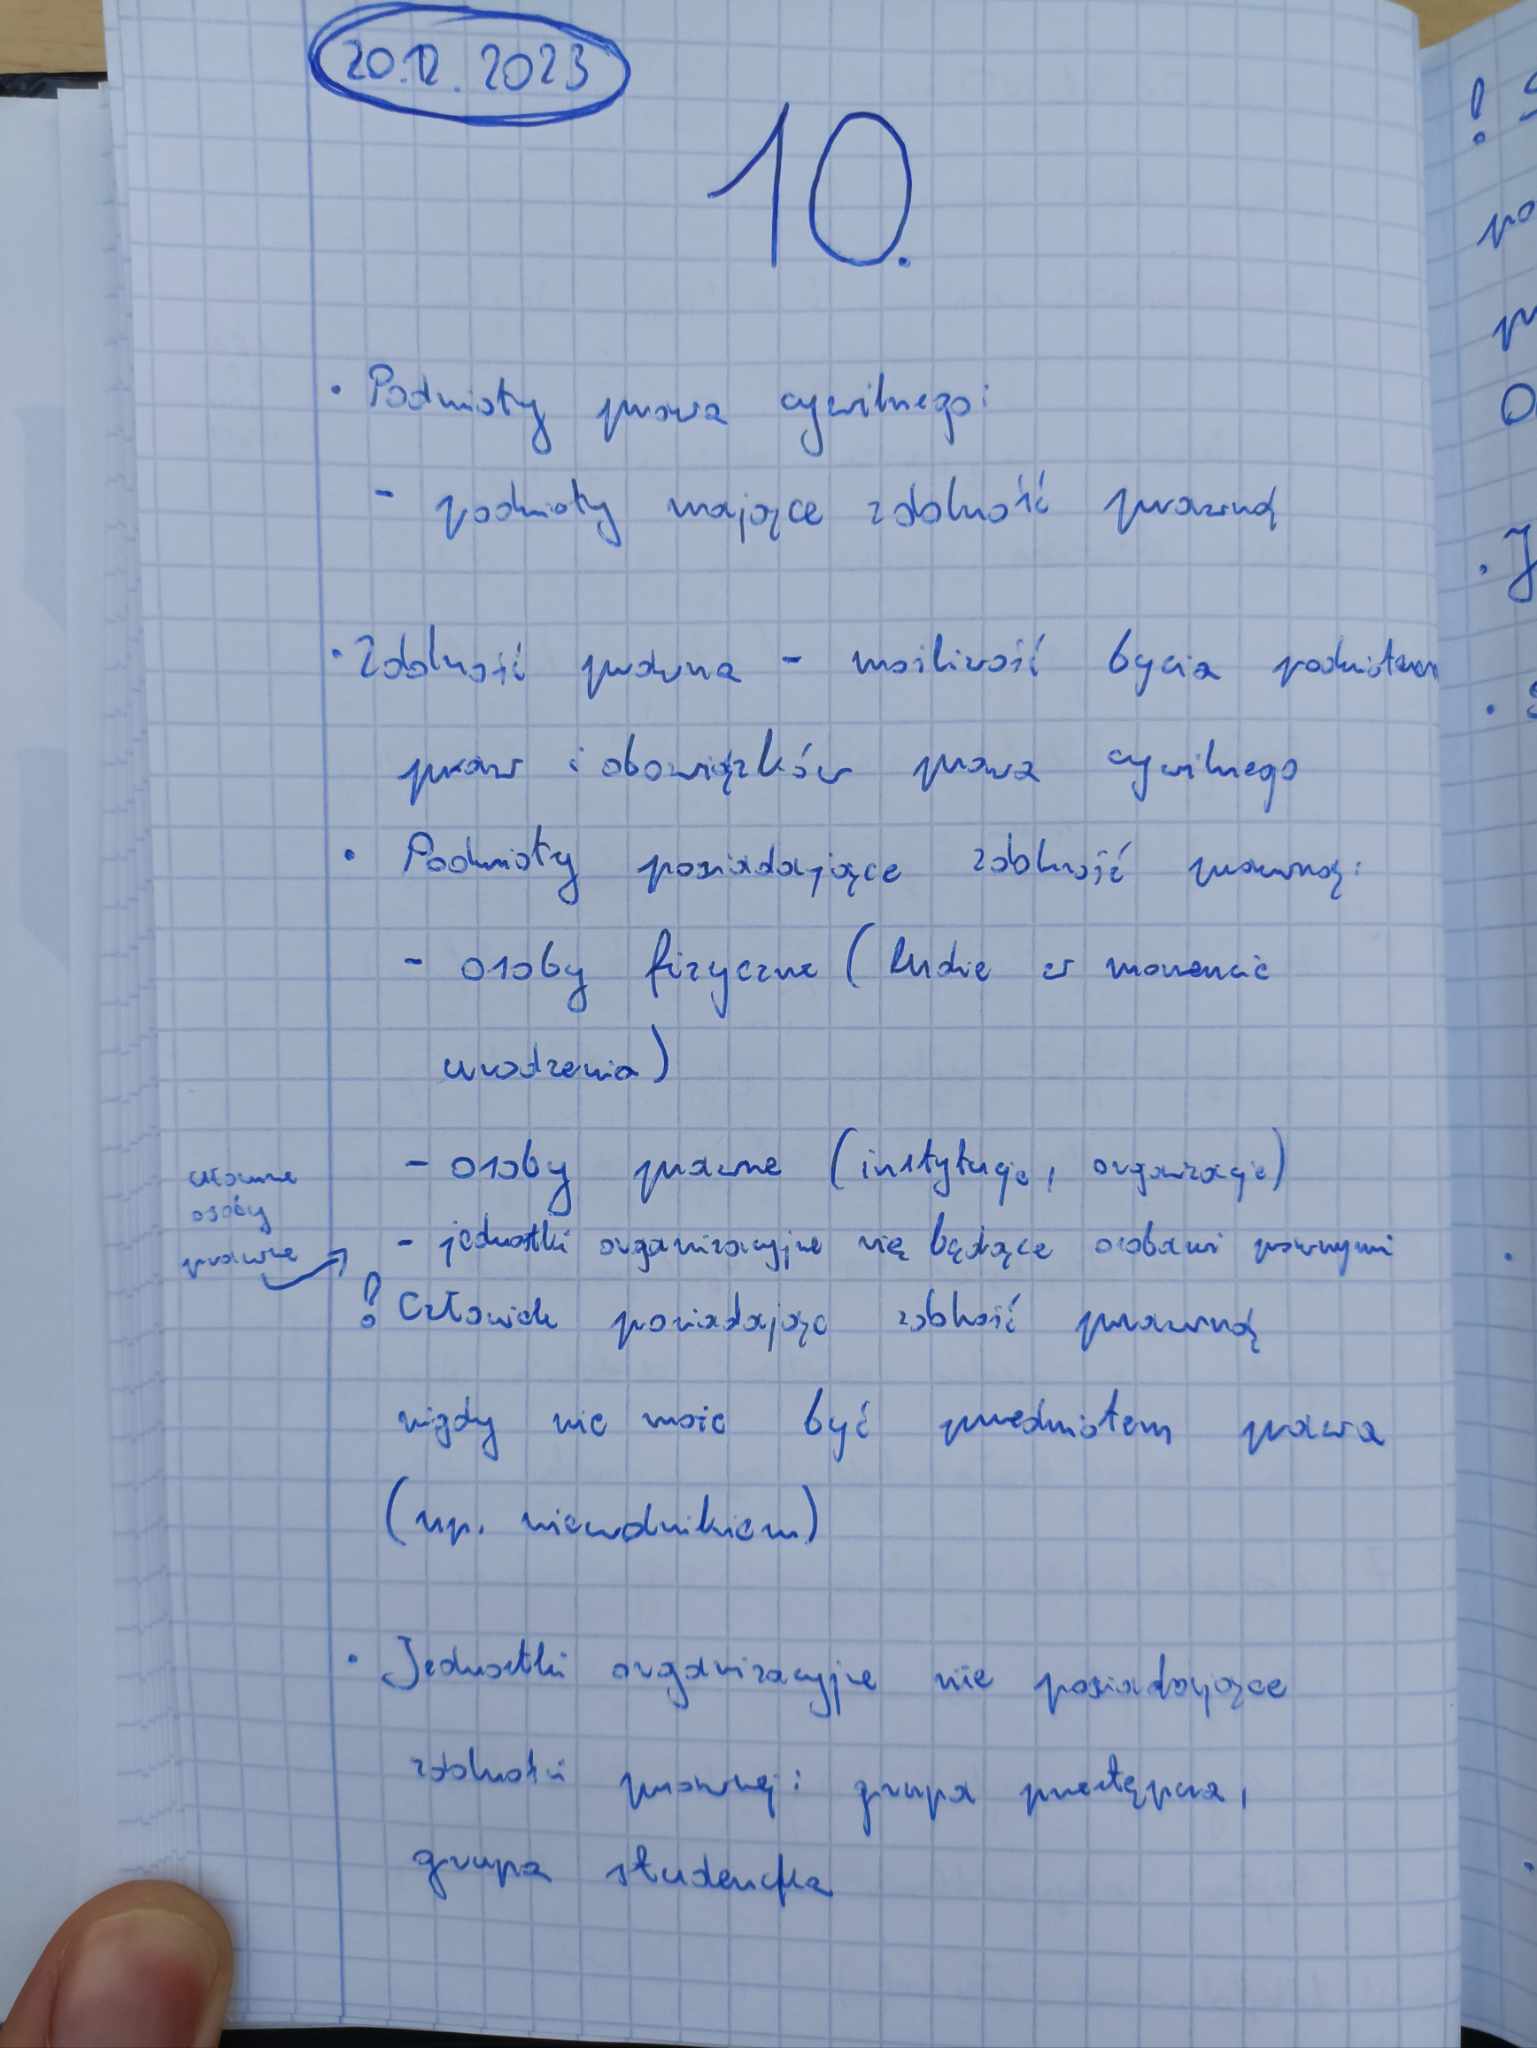 20.12.2023
10.
• Podmioty prawa cywilnego:
- podmioty mające zdolność prawną
• Zdolność prawna - możliwość bycia podmiotem
praw i obowiązków prawa cywilnego
• Podmioty posiadające zdolność prawną:
- osoby fizyczne (ludzie w momencie
urodzenia)
- osoby prawne (instytucje, organizacje)
ułomne
osoby
prawne
- jednostki organizacyjne nie będące osobami prawnymi
! Człowiek posiadając zdolność prawną
nigdy nie może być przedmiotem prawa
(np. niewolnikiem)
• Jednostki organizacyjne nie posiadające
zdolności prawnej: grupa przestępcza,
grupa studencka